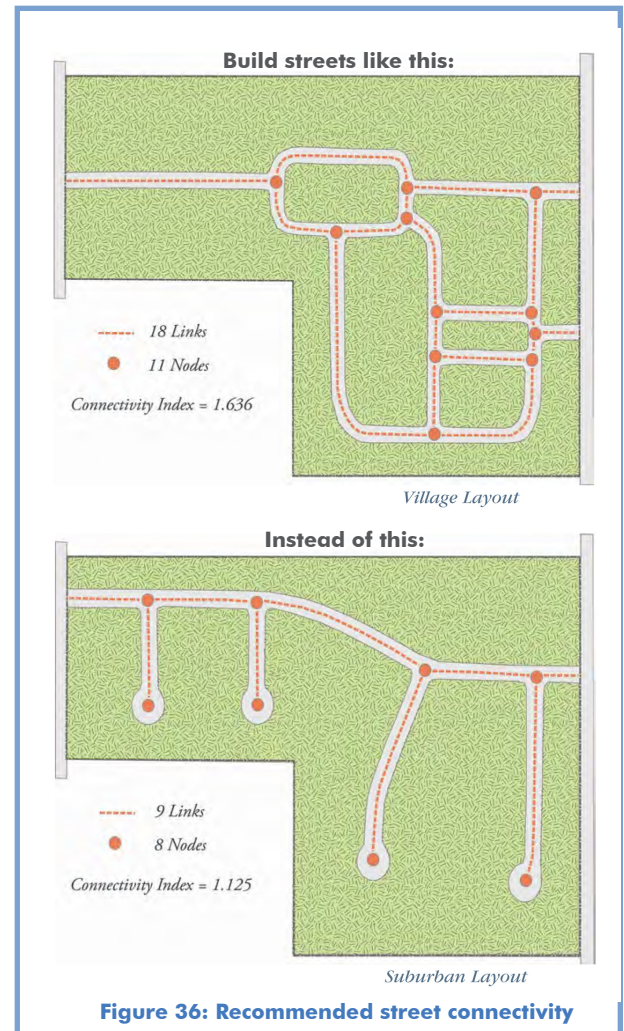 Build streets like this:
18 Links
11 Nodes
Connectivity Index = 1.636
Village Layout
Instead of this:
9 Links
8 Nodes
Connectivity Index = 1.125
Suburban Layout
Figure 36: Recommended street connectivity